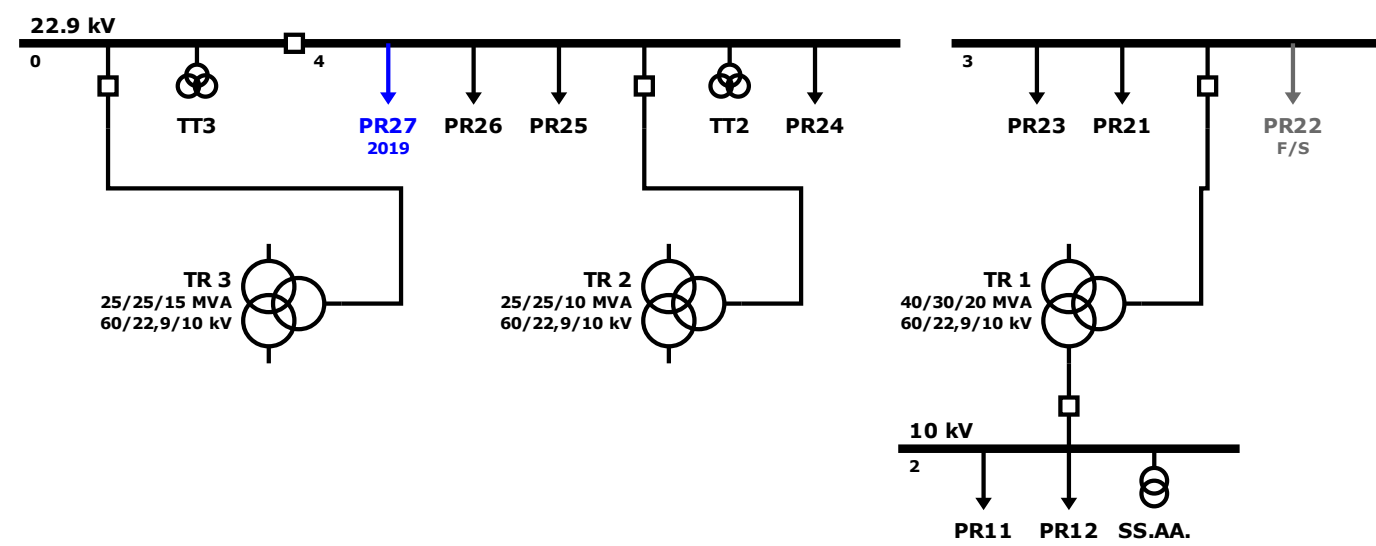 22.9 kV
0
4
3
TT3
PR27
2019
PR26
PR25
TT2
PR24
PR23
PR21
PR22
F/S
TR 3
25/25/15 MVA
60/22,9/10 kV
TR 2
25/25/10 MVA
60/22,9/10 kV
TR 1
40/30/20 MVA
60/22,9/10 kV
10 kV
2
PR11
PR12
SS.AA.